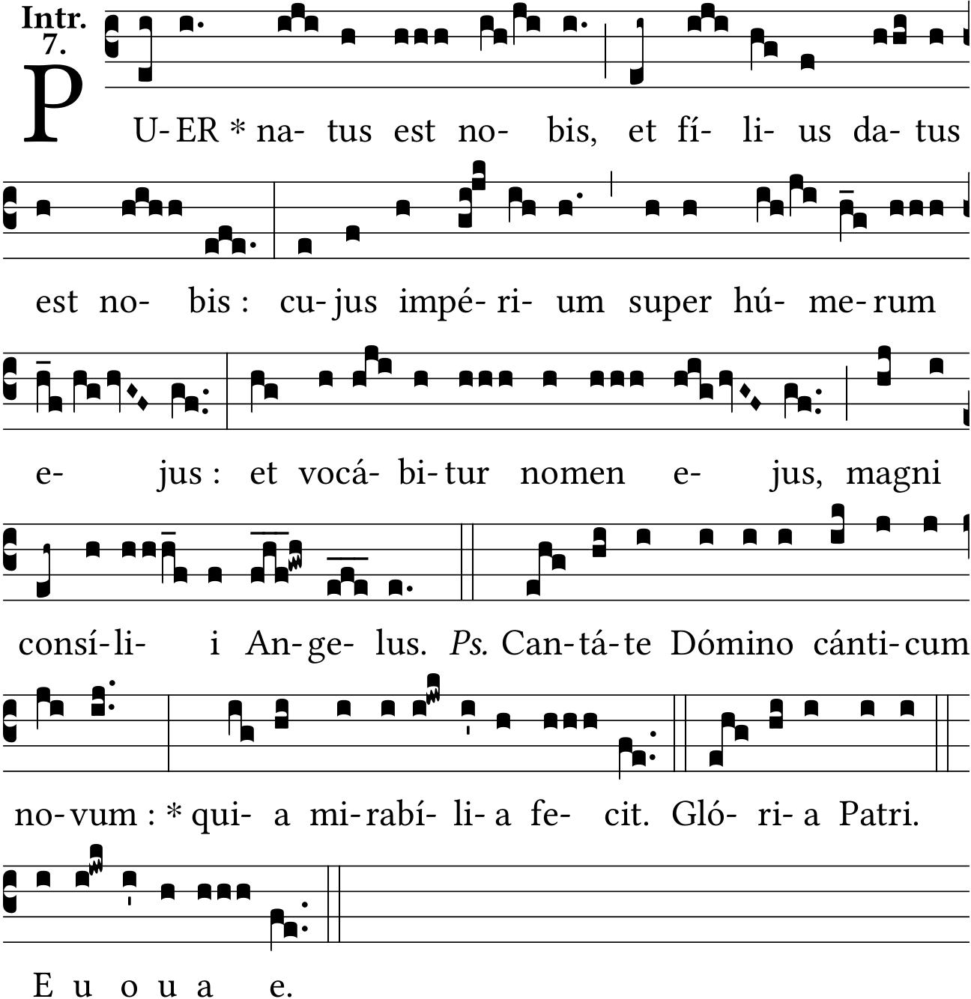 Intr.
7.
PU-ER * na- tus est no- bis, et fí- li- us da- tus
est no- bis : cu-jus impé-ri- um super hú- me-rum
e- jus : et vocá- bi-tur nomen e- jus, magni
consí-li- i An-ge- lus. Ps. Can-tá-te Dómino cánti-cum
no-vum : * qui- a mi-rabí- li- a fe- cit. Gló- ri- a Patri.
E u o u a e.